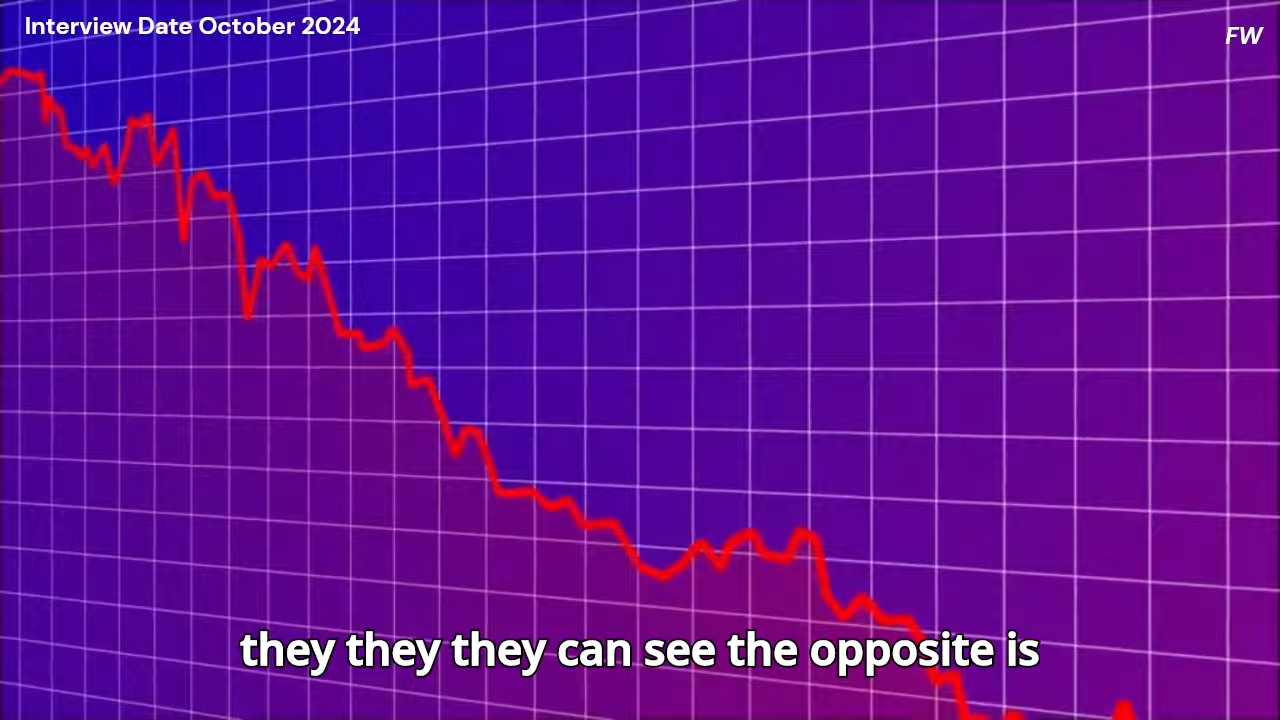 Interview Date October 2024
FW
they they they can see the opposite is